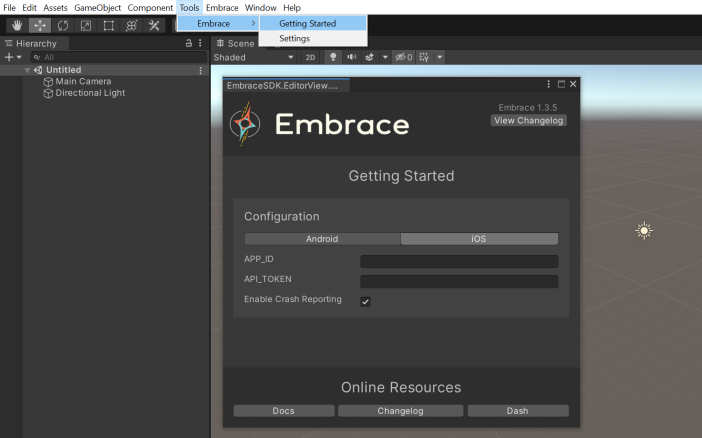 File Edit Assets GameObject Component Tools Embrace Window Help
Embrace > Getting Started
Settings
Hierarchy
All
Untitled
Main Camera
Directional Light
Scene
Shaded
2D
0
EmbraceSDK.EditorView....
Embrace
Embrace 1.3.5
View Changelog
Getting Started
Configuration
Android iOS
APP_ID
API_TOKEN
Enable Crash Reporting
Online Resources
Docs Changelog Dash